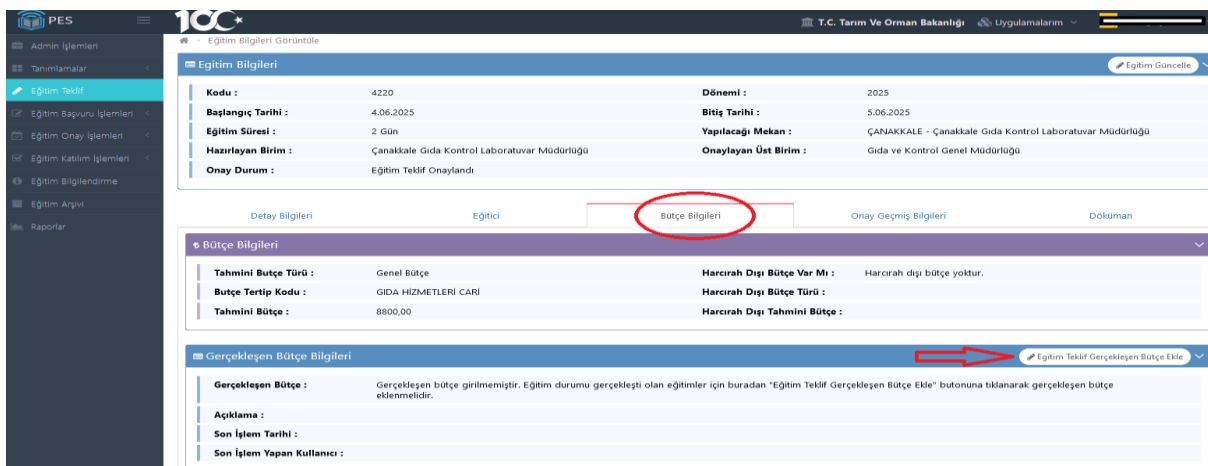 PES
100
T.C. Tarım Ve Orman Bakanlığı
Uygulamalarım
Admin İşlemleri
Tanımlamalar
Eğitim Teklif
Eğitim Başvuru İşlemleri
Eğitim Onay İşlemleri
Eğitim Katılım İşlemleri
Eğitim Bilgilendirme
Eğitim Arşivi
Raporlar
Eğitim Bilgileri Görüntüle
Egitim Bilgileri
Egitim Güncelle
Kodu : 4220 Dönemi : 2025
Başlangıç Tarihi : 4.06.2025 Bitiş Tarihi : 5.06.2025
Eğitim Süresi : 2 Gün Yapılacağı Mekan : ÇANAKKALE - Çanakkale Gıda Kontrol Laboratuvar Müdürlüğü
Hazırlayan Birim : Çanakkale Gıda Kontrol Laboratuvar Müdürlüğü Onaylayan Üst Birim : Gıda ve Kontrol Genel Müdürlüğü
Onay Durum : Eğitim Teklif Onaylandı
Detay Bilgileri Eğitici Bütçe Bilgileri Onay Geçmiş Bilgileri Döküman
Bütçe Bilgileri
Tahmini Butçe Türü : Genel Bütçe Harcırah Dışı Bütçe Var Mı : Harcırah dışı bütçe yoktur.
Butçe Tertip Kodu : GIDA HİZMETLERİ CARİ Harcırah Dışı Bütçe Türü :
Tahmini Bütçe : 8800,00 Harcırah Dışı Tahmini Bütçe :
Gerçekleşen Bütçe Bilgileri
Egitim Teklif Gerçekleşen Bütçe Ekle
Gerçekleşen Bütçe : Gerçekleşen bütçe girilmemiştir. Eğitim durumu gerçekleşti olan eğitimler için buradan "Eğitim Teklif Gerçekleşen Bütçe Ekle" butonuna tıklanarak gerçekleşen bütçe
eklenmelidir.
Açıklama :
Son İşlem Tarihi :
Son İşlem Yapan Kullanıcı :